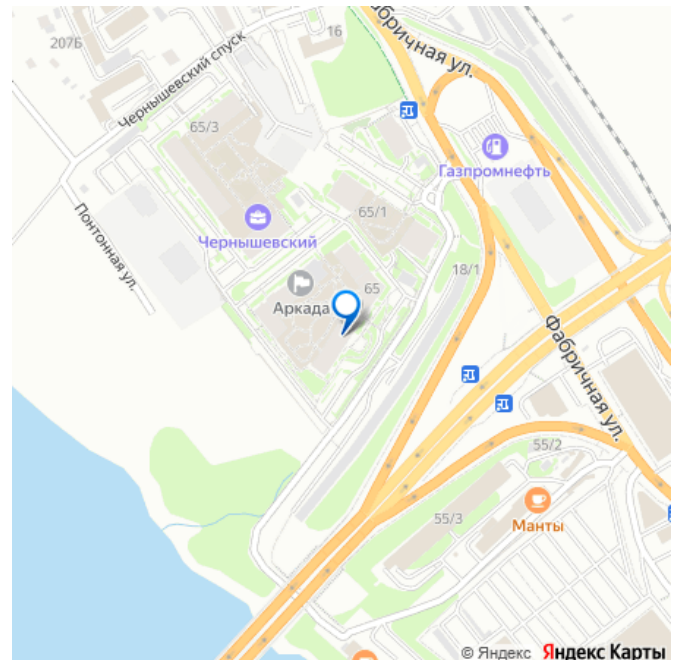 207Б
16
Фабричная ул.
Чернышевский спуск
65/3
Газпромнефть
65/1
Понтонная ул.
Чернышевский
18/1
65
Аркада
Фабричная ул.
55/2
55/3
Манты
© Яндекс Яндекс Карты